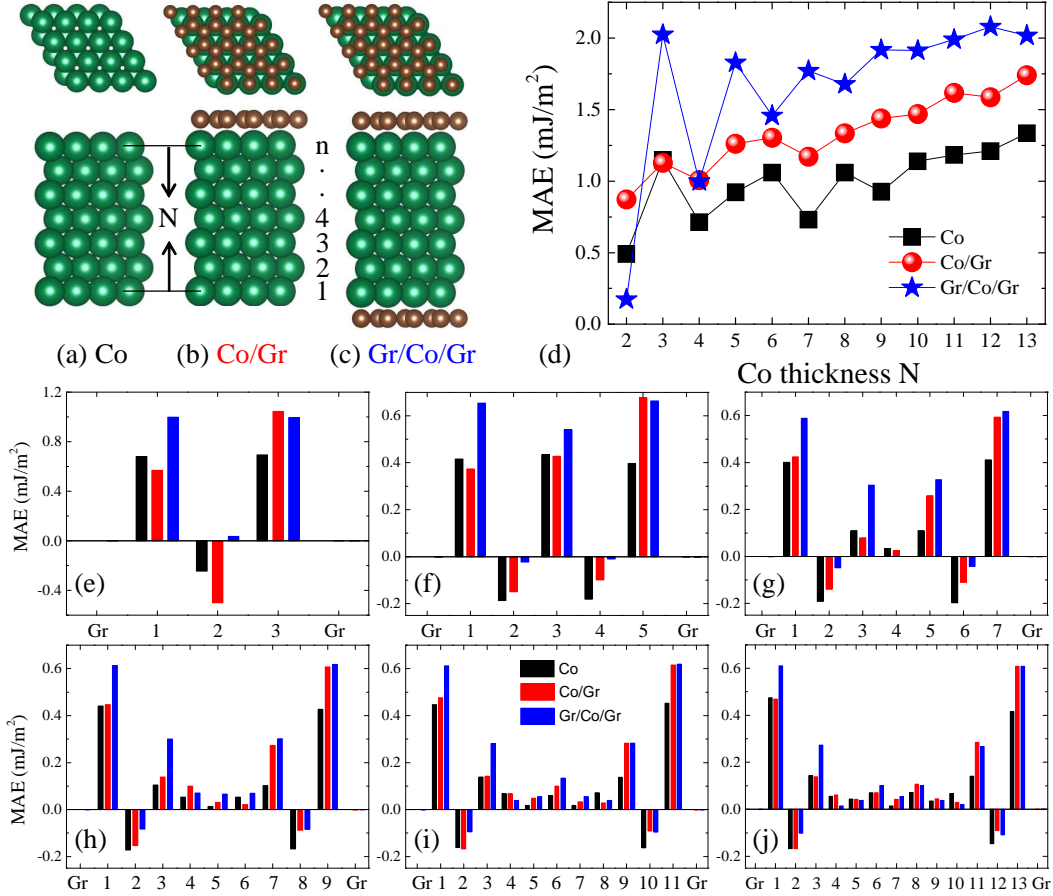 n
.
.
4
3
2
1
N
(a) Co
(b) Co/Gr
(c) Gr/Co/Gr
MAE (mJ/m²)
2.0
1.5
1.0
0.5
0.0
Co
Co/Gr
Gr/Co/Gr
(d)
2 3 4 5 6 7 8 9 10 11 12 13
Co thickness N
MAE (mJ/m²)
1.2
0.8
0.4
0.0
-0.4
(e)
Gr 1 2 3 Gr
0.6
0.4
0.2
0.0
-0.2
(f)
Gr 1 2 3 4 5 Gr
0.6
0.4
0.2
0.0
-0.2
(g)
Gr 1 2 3 4 5 6 7 Gr
MAE (mJ/m²)
0.6
0.4
0.2
0.0
-0.2
(h)
Gr 1 2 3 4 5 6 7 8 9 Gr
0.6
0.4
0.2
0.0
-0.2
Co
Co/Gr
Gr/Co/Gr
(i)
Gr 1 2 3 4 5 6 7 8 9 10 11 Gr
0.6
0.4
0.2
0.0
-0.2
(j)
Gr 1 2 3 4 5 6 7 8 9 10 11 12 13 Gr